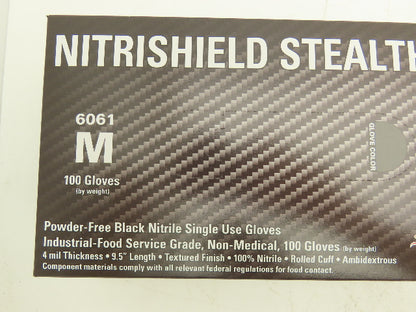 NITRISHIELD STEALTH
6061
M
100 Gloves
(by weight)
GLOVE COLOR
Powder-Free Black Nitrile Single Use Gloves
Industrial-Food Service Grade, Non-Medical, 100 Gloves (by weight)
4 mil Thickness • 9.5" Length • Textured Finish • 100% Nitrile • Rolled Cuff • Ambidextrous
Component materials comply with all relevant federal regulations for food contact.